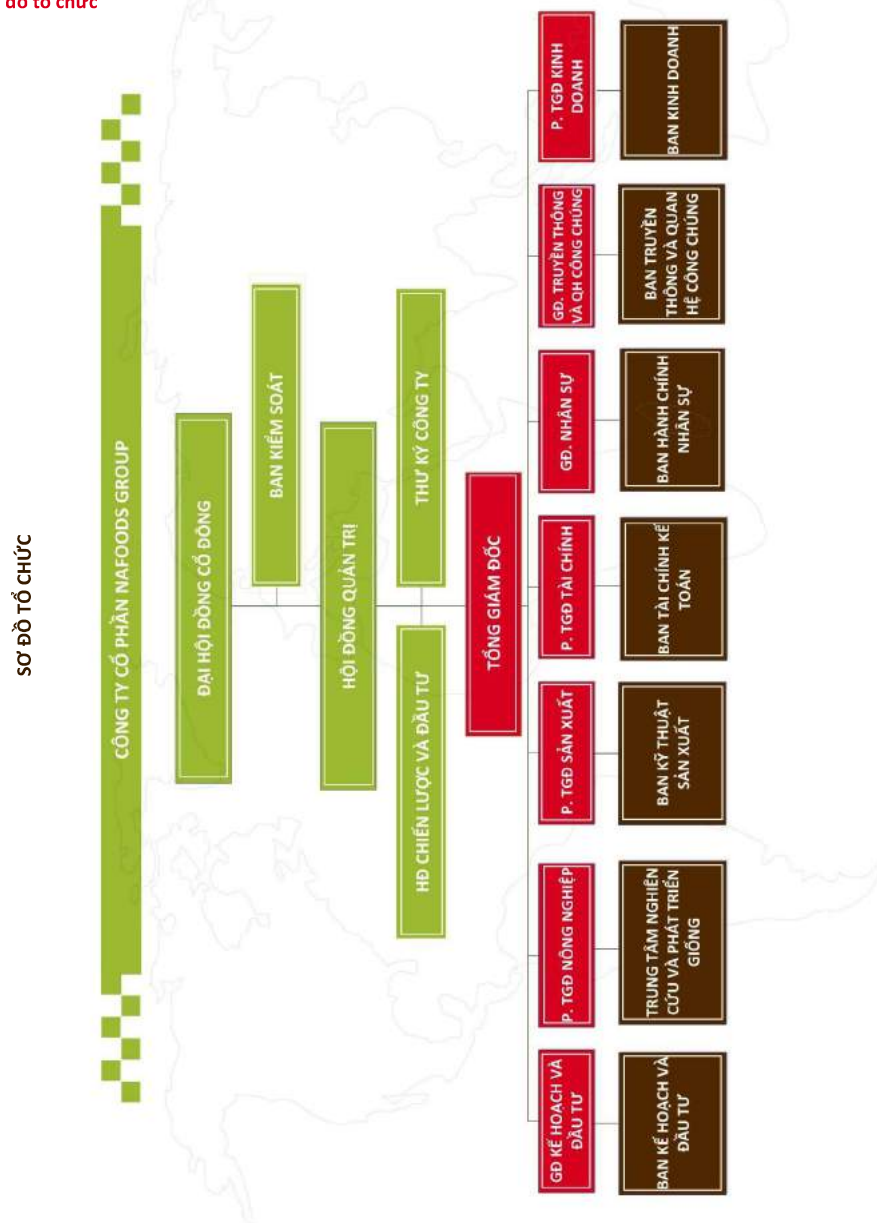 đồ tổ chức
SƠ ĐỒ TỔ CHỨC
CÔNG TY CỔ PHẦN NAFOODS GROUP
ĐẠI HỘI ĐỒNG CỔ ĐÔNG
BAN KIỂM SOÁT
HỘI ĐỒNG QUẢN TRỊ
HĐ CHIẾN LƯỢC VÀ ĐẦU TƯ
THƯ KÝ CÔNG TY
TỔNG GIÁM ĐỐC
GĐ KẾ HOẠCH VÀ
ĐẦU TƯ
P. TGĐ NÔNG NGHIỆP
P. TGĐ SẢN XUẤT
P. TGĐ TÀI CHÍNH
GĐ. NHÂN SỰ
GĐ. TRUYỀN THÔNG
VÀ QH CÔNG CHÚNG
P. TGĐ KINH
DOANH
BAN KẾ HOẠCH VÀ
ĐẦU TƯ
TRUNG TÂM NGHIÊN
CỨU VÀ PHÁT TRIỂN
GIỐNG
BAN KỸ THUẬT
SẢN XUẤT
BAN TÀI CHÍNH KẾ
TOÁN
BAN HÀNH CHÍNH
NHÂN SỰ
BAN TRUYỀN
THÔNG VÀ QUAN
HỆ CÔNG CHÚNG
BAN KINH DOANH